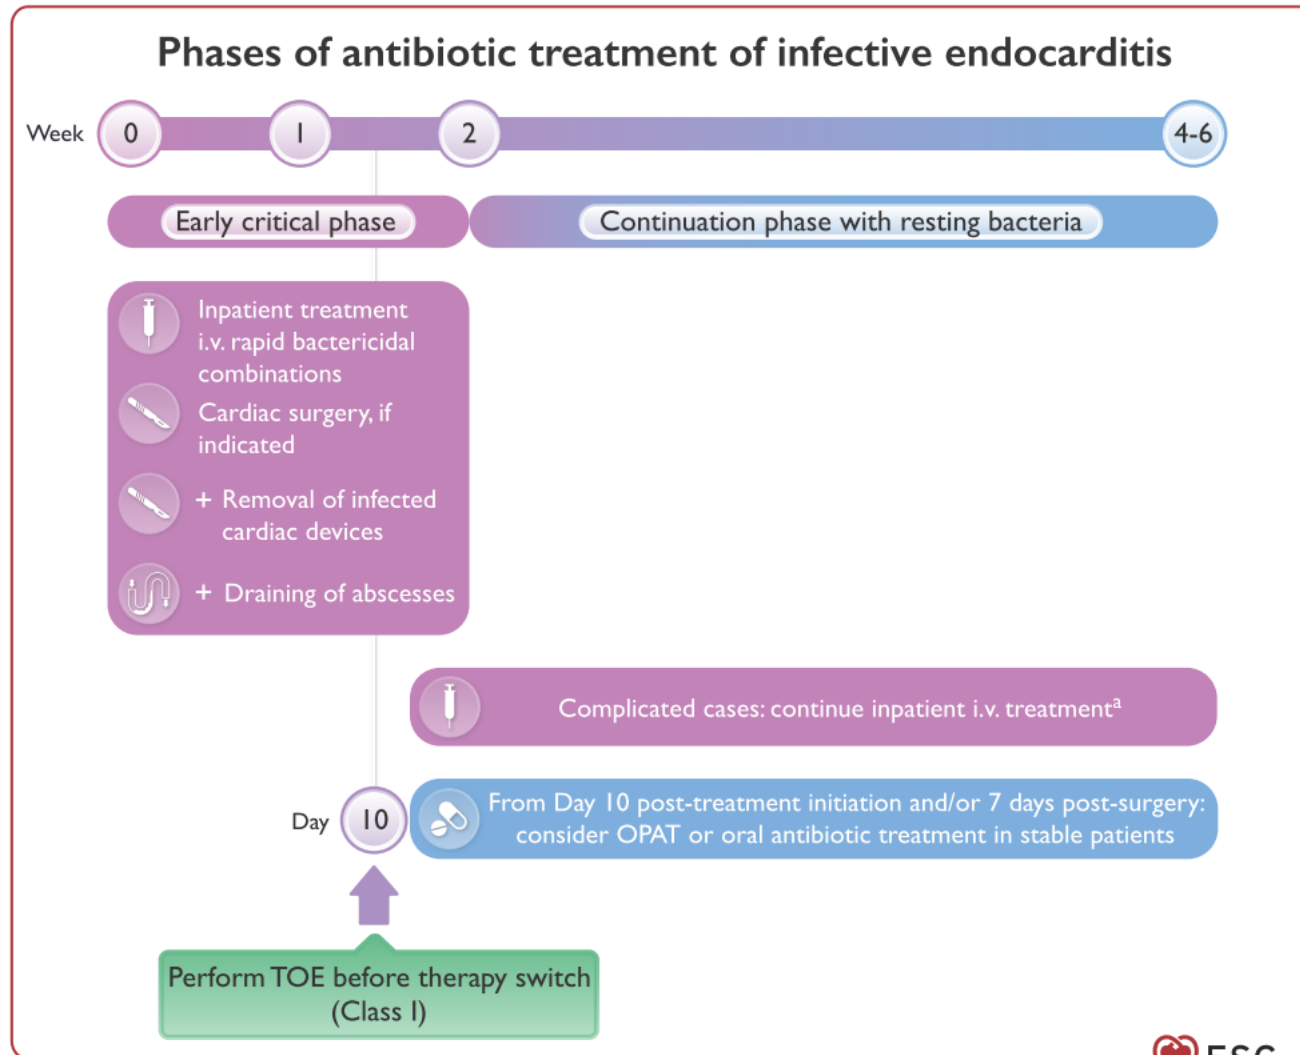 Phases of antibiotic treatment of infective endocarditis
Week 0 1 2 4-6
Early critical phase
Continuation phase with resting bacteria
Inpatient treatment
i.v. rapid bactericidal
combinations
Cardiac surgery, if
indicated
+ Removal of infected
cardiac devices
+ Draining of abscesses
Complicated cases: continue inpatient i.v. treatmentᵃ
Day 10
From Day 10 post-treatment initiation and/or 7 days post-surgery:
consider OPAT or oral antibiotic treatment in stable patients
Perform TOE before therapy switch
(Class I)
ESC